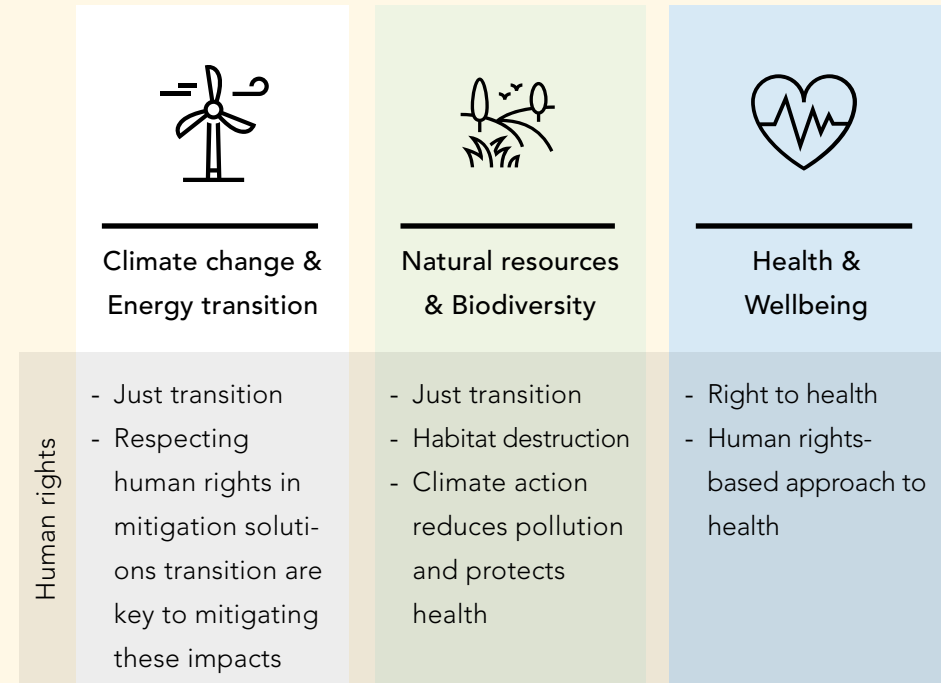 Climate change &
Energy transition
Natural resources
& Biodiversity
Health &
Wellbeing
Human rights
- Just transition
- Respecting
human rights in
mitigation soluti-
ons transition are
key to mitigating
these impacts
- Just transition
- Habitat destruction
- Climate action
reduces pollution
and protects
health
- Right to health
- Human rights-
based approach to
health